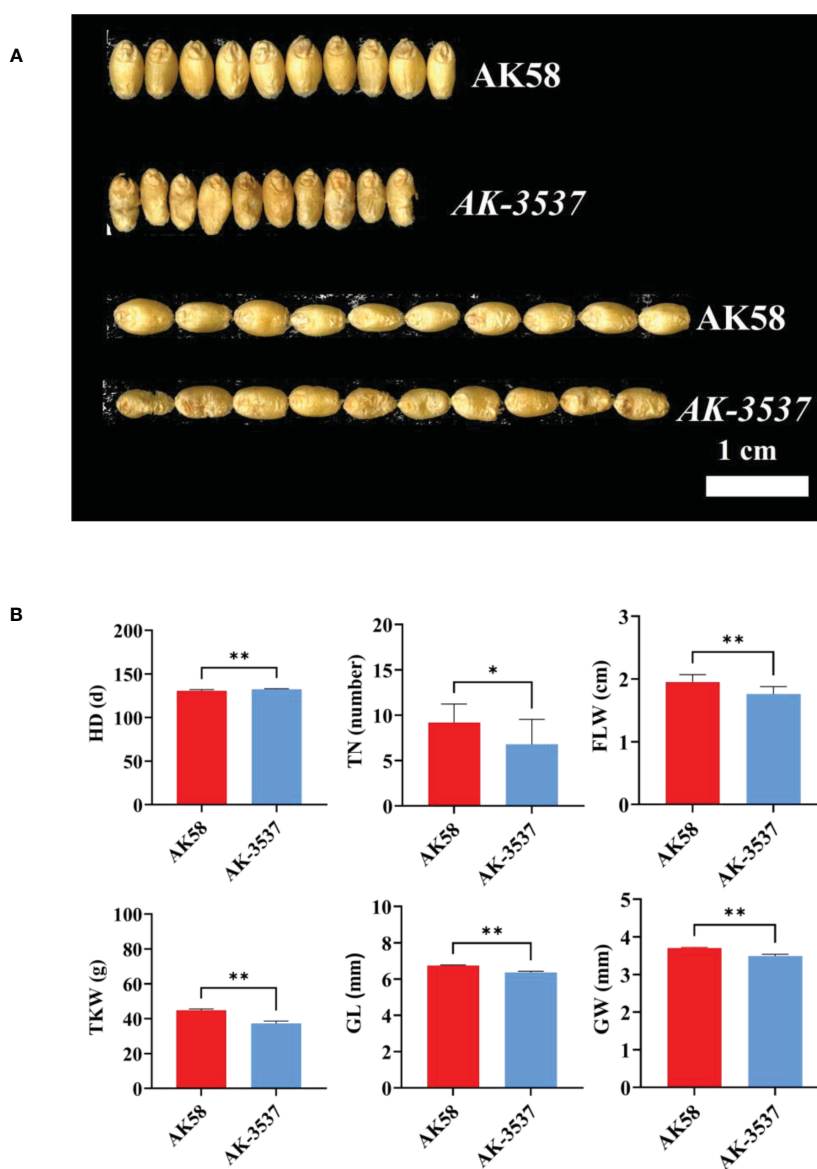 A
AK58
AK-3537
AK58
AK-3537
1 cm
B
HD (d)
200
150
100
50
0
**
AK58
AK-3537
TN (number)
20
15
10
5
0
*
AK58
AK-3537
FLW (cm)
3
2
1
0
**
AK58
AK-3537
TKW (g)
100
80
60
40
20
0
**
AK58
AK-3537
GL (mm)
8
6
4
2
0
**
AK58
AK-3537
GW (mm)
5
4
3
2
1
0
**
AK58
AK-3537